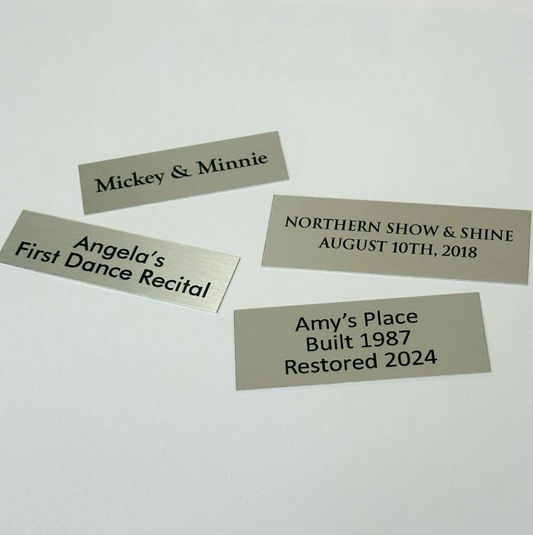 Mickey & Minnie
NORTHERN SHOW & SHINE
AUGUST 10TH, 2018
Angela’s
First Dance Recital
Amy’s Place
Built 1987
Restored 2024